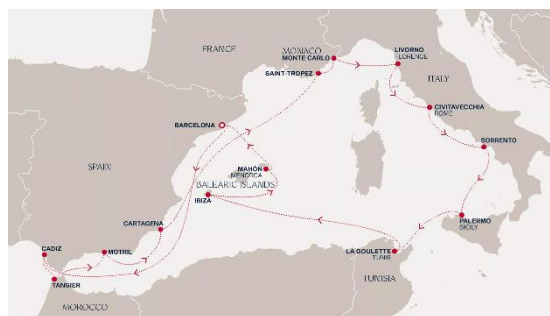 FRANCE
MONACO
MONTE CARLO
LIVORNO
FLORENCE
SAINT-TROPEZ
ITALY
CIVITAVECCHIA
ROME
BARCELONA
SORRENTO
SPAIN
MAHÓN
MENORCA
BALEARIC ISLANDS
IBIZA
PALERMO
SICILY
CARTAGENA
CADIZ
MOTRIL
LA GOULETTE
TUNIS
TANGIER
TUNISIA
MOROCCO